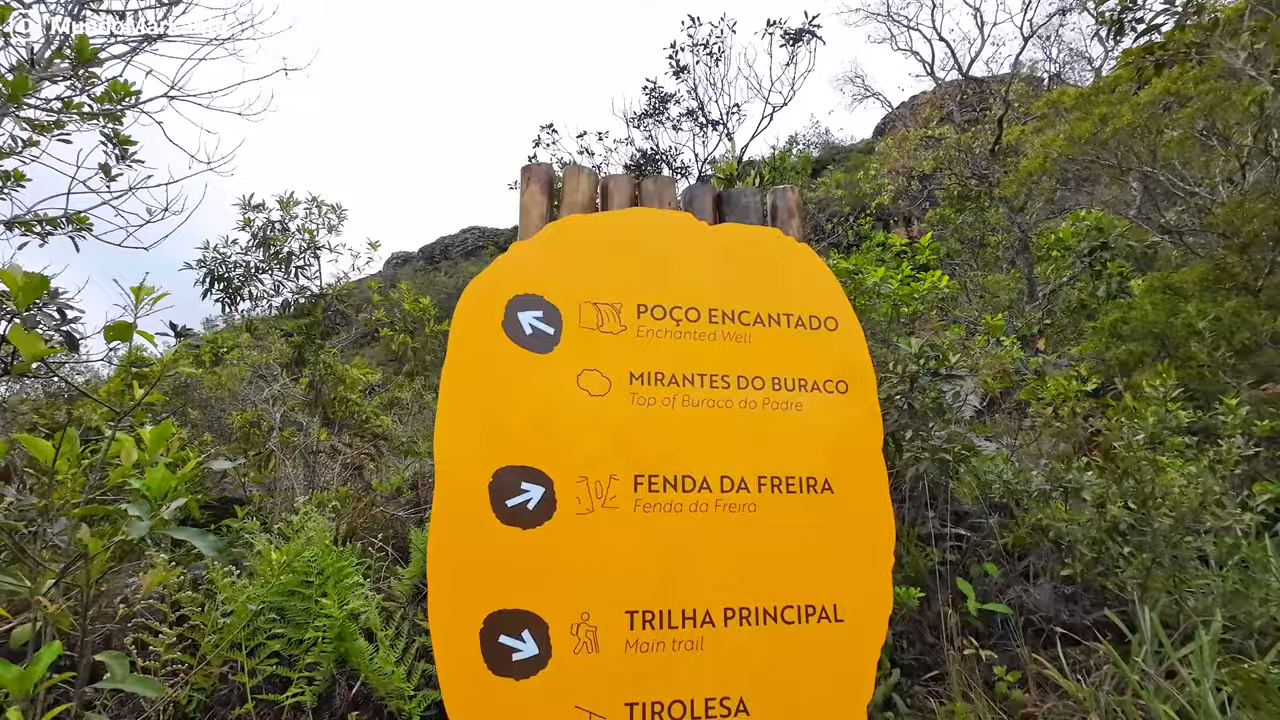 POÇO ENCANTADO
Enchanted Well
MIRANTES DO BURACO
Top of Buraco do Padre
FENDA DA FREIRA
Fenda da Freira
TRILHA PRINCIPAL
Main trail
TIROLESA